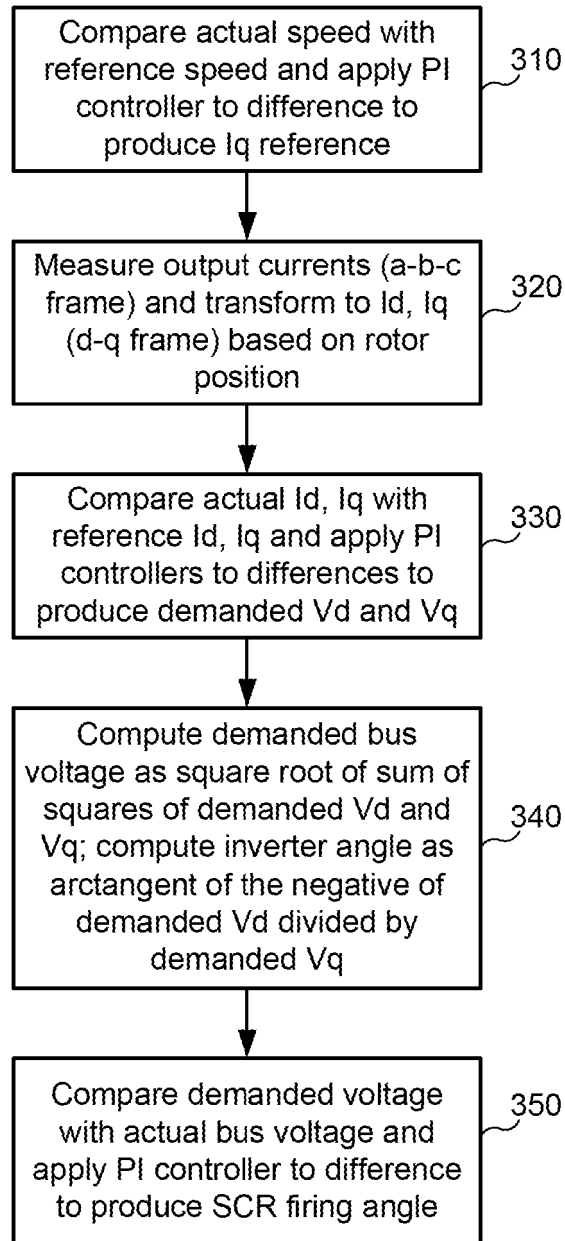 Compare actual speed with
reference speed and apply PI
controller to difference to
produce Iq reference
310
Measure output currents (a-b-c
frame) and transform to Id, Iq
(d-q frame) based on rotor
position
320
Compare actual Id, Iq with
reference Id, Iq and apply PI
controllers to differences to
produce demanded Vd and Vq
330
Compute demanded bus
voltage as square root of sum of
squares of demanded Vd and
Vq; compute inverter angle as
arctangent of the negative of
demanded Vd divided by
demanded Vq
340
Compare demanded voltage
with actual bus voltage and
apply PI controller to difference
to produce SCR firing angle
350